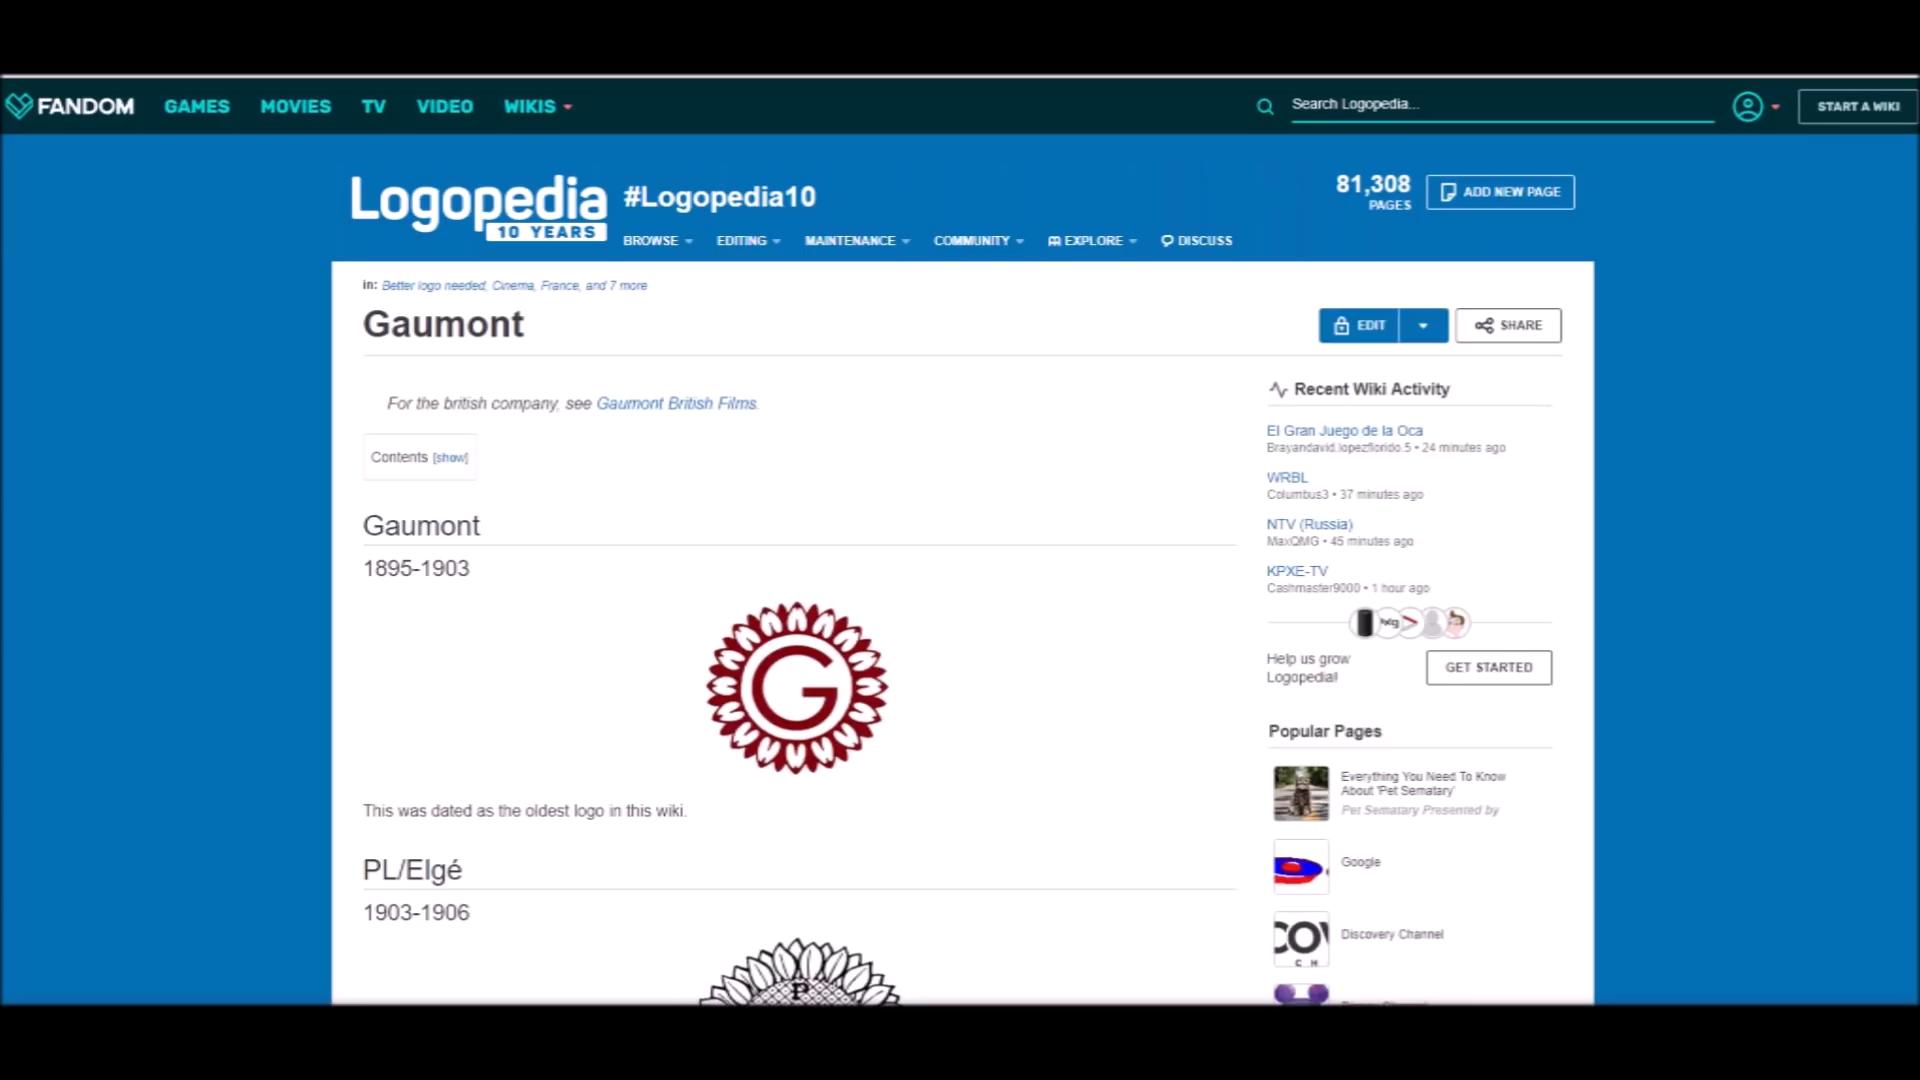 FANDOM GAMES MOVIES TV VIDEO WIKIS Search Logopedia... START A WIKI
Logopedia
10 YEARS
#Logopedia10
81,308
PAGES
ADD NEW PAGE
BROWSE EDITING MAINTENANCE COMMUNITY EXPLORE DISCUSS
in: Better logo needed, Cinema, France, and 7 more
Gaumont
EDIT SHARE
For the british company, see Gaumont British Films.
Contents [show]
Gaumont
1895-1903
G
This was dated as the oldest logo in this wiki.
PL/Elgé
1903-1906
P
Recent Wiki Activity
El Gran Juego de la Oca
Brayandavid.lopezflorido.5 • 24 minutes ago
WRBL
Columbus3 • 37 minutes ago
NTV (Russia)
MaxQMG • 45 minutes ago
KPXE-TV
Cashmaster9000 • 1 hour ago
Help us grow
Logopedia!
GET STARTED
Popular Pages
Everything You Need To Know
About 'Pet Sematary'
Pet Sematary Presented by
Google
COV
C H
Discovery Channel